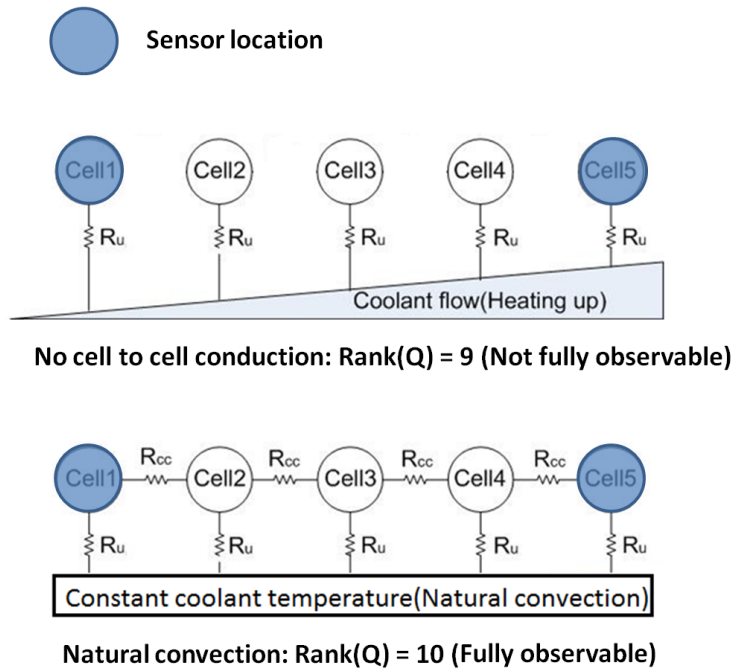 Sensor location
Cell1 Cell2 Cell3 Cell4 Cell5
Ru Ru Ru Ru Ru
Coolant flow(Heating up)
No cell to cell conduction: Rank(Q) = 9 (Not fully observable)
Rcc Rcc Rcc Rcc
Cell1 Cell2 Cell3 Cell4 Cell5
Ru Ru Ru Ru Ru
Constant coolant temperature(Natural convection)
Natural convection: Rank(Q) = 10 (Fully observable)